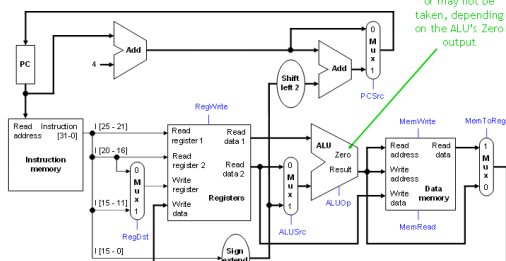 or may not be
taken, depending
on the ALU's Zero
output
0
M
u
x
1
PCSrc
Add
4
PC
Add
Shift
left 2
RegWrite
MemWrite
MemToReg
Read Instruction
address [31-0]
Instruction
memory
I [25 - 21]
I [20 - 16]
I [15 - 11]
I [15 - 0]
0
M
u
x
1
RegDst
Read
register 1
Read
data 1
Read
register 2
Read
data 2
Write
register
Write
data
Registers
0
M
u
x
1
ALUSrc
ALU
Zero
Result
ALUOp
Read
address
Read
data
Write
address
Write
data
Data
memory
MemRead
1
M
u
x
0
Sign
extend